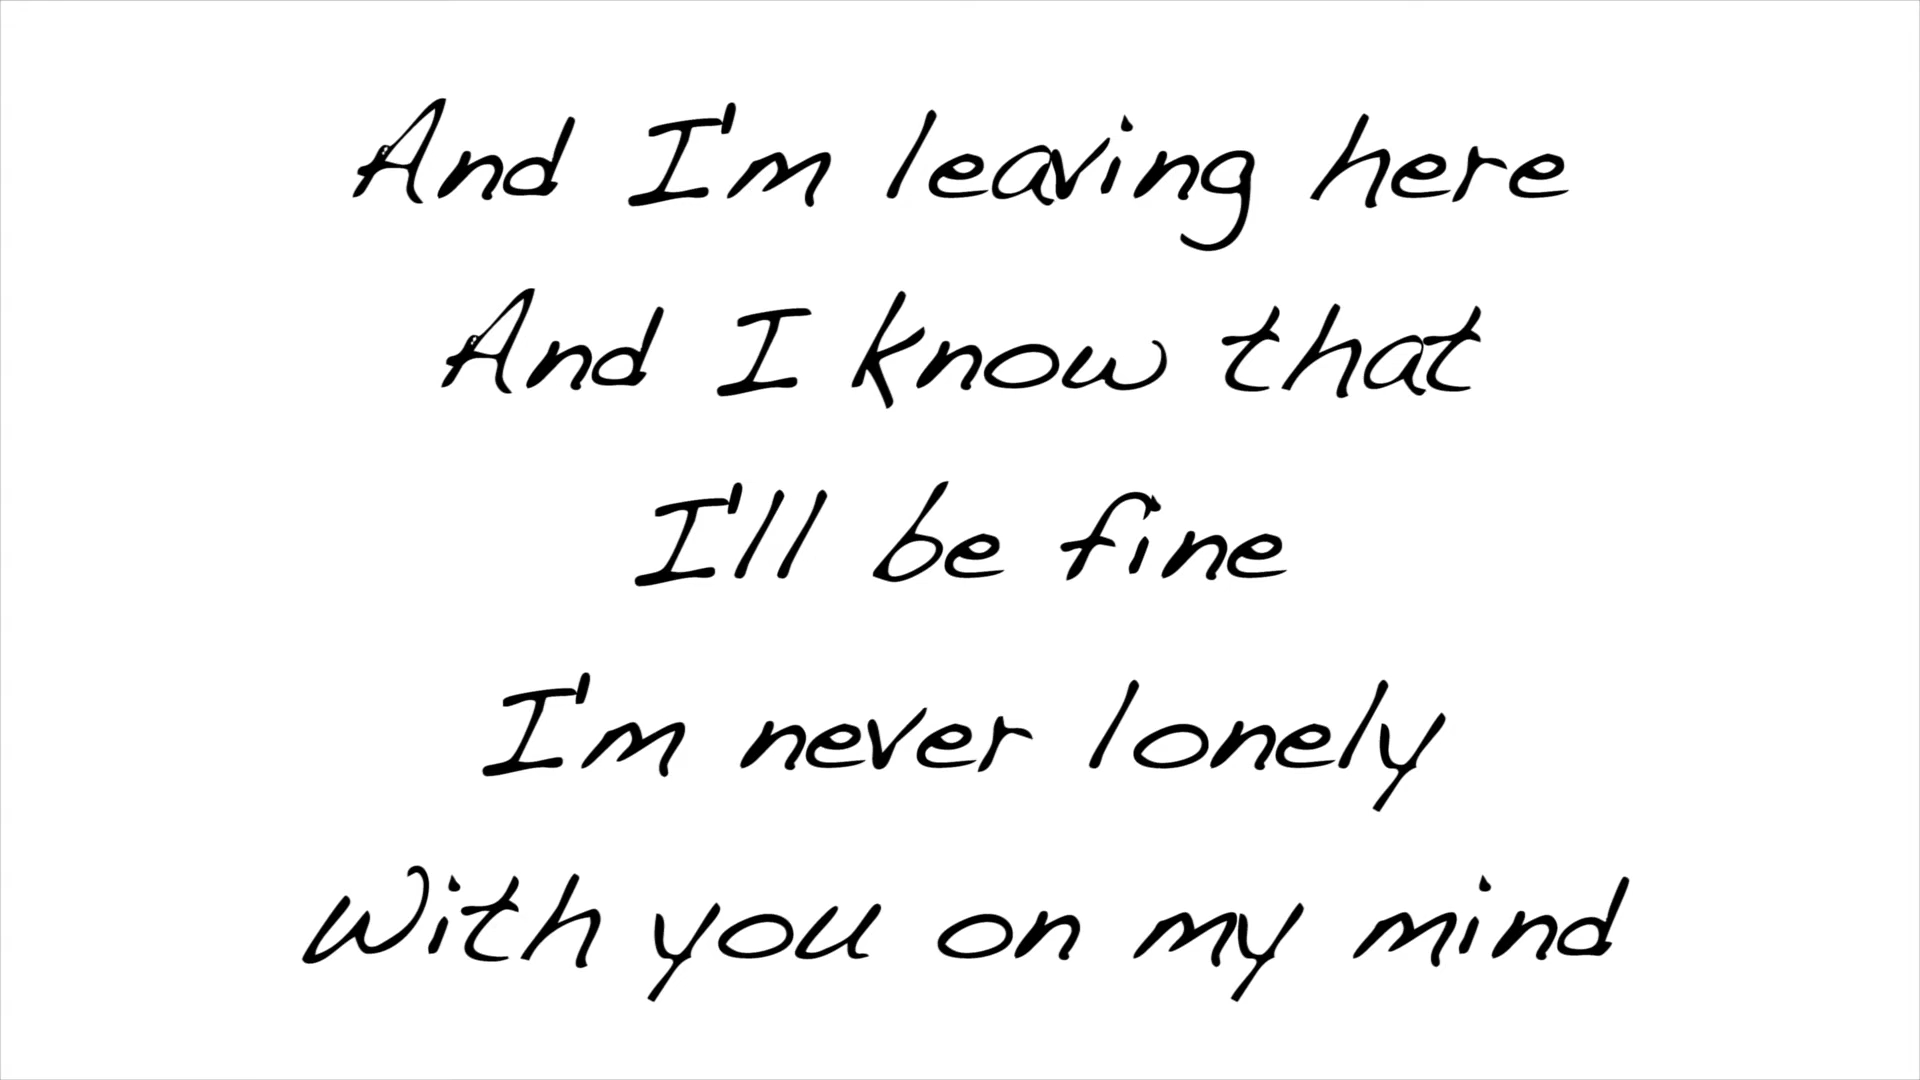 And I'm leaving here
And I know that
I'll be fine
I'm never lonely
With you on my mind